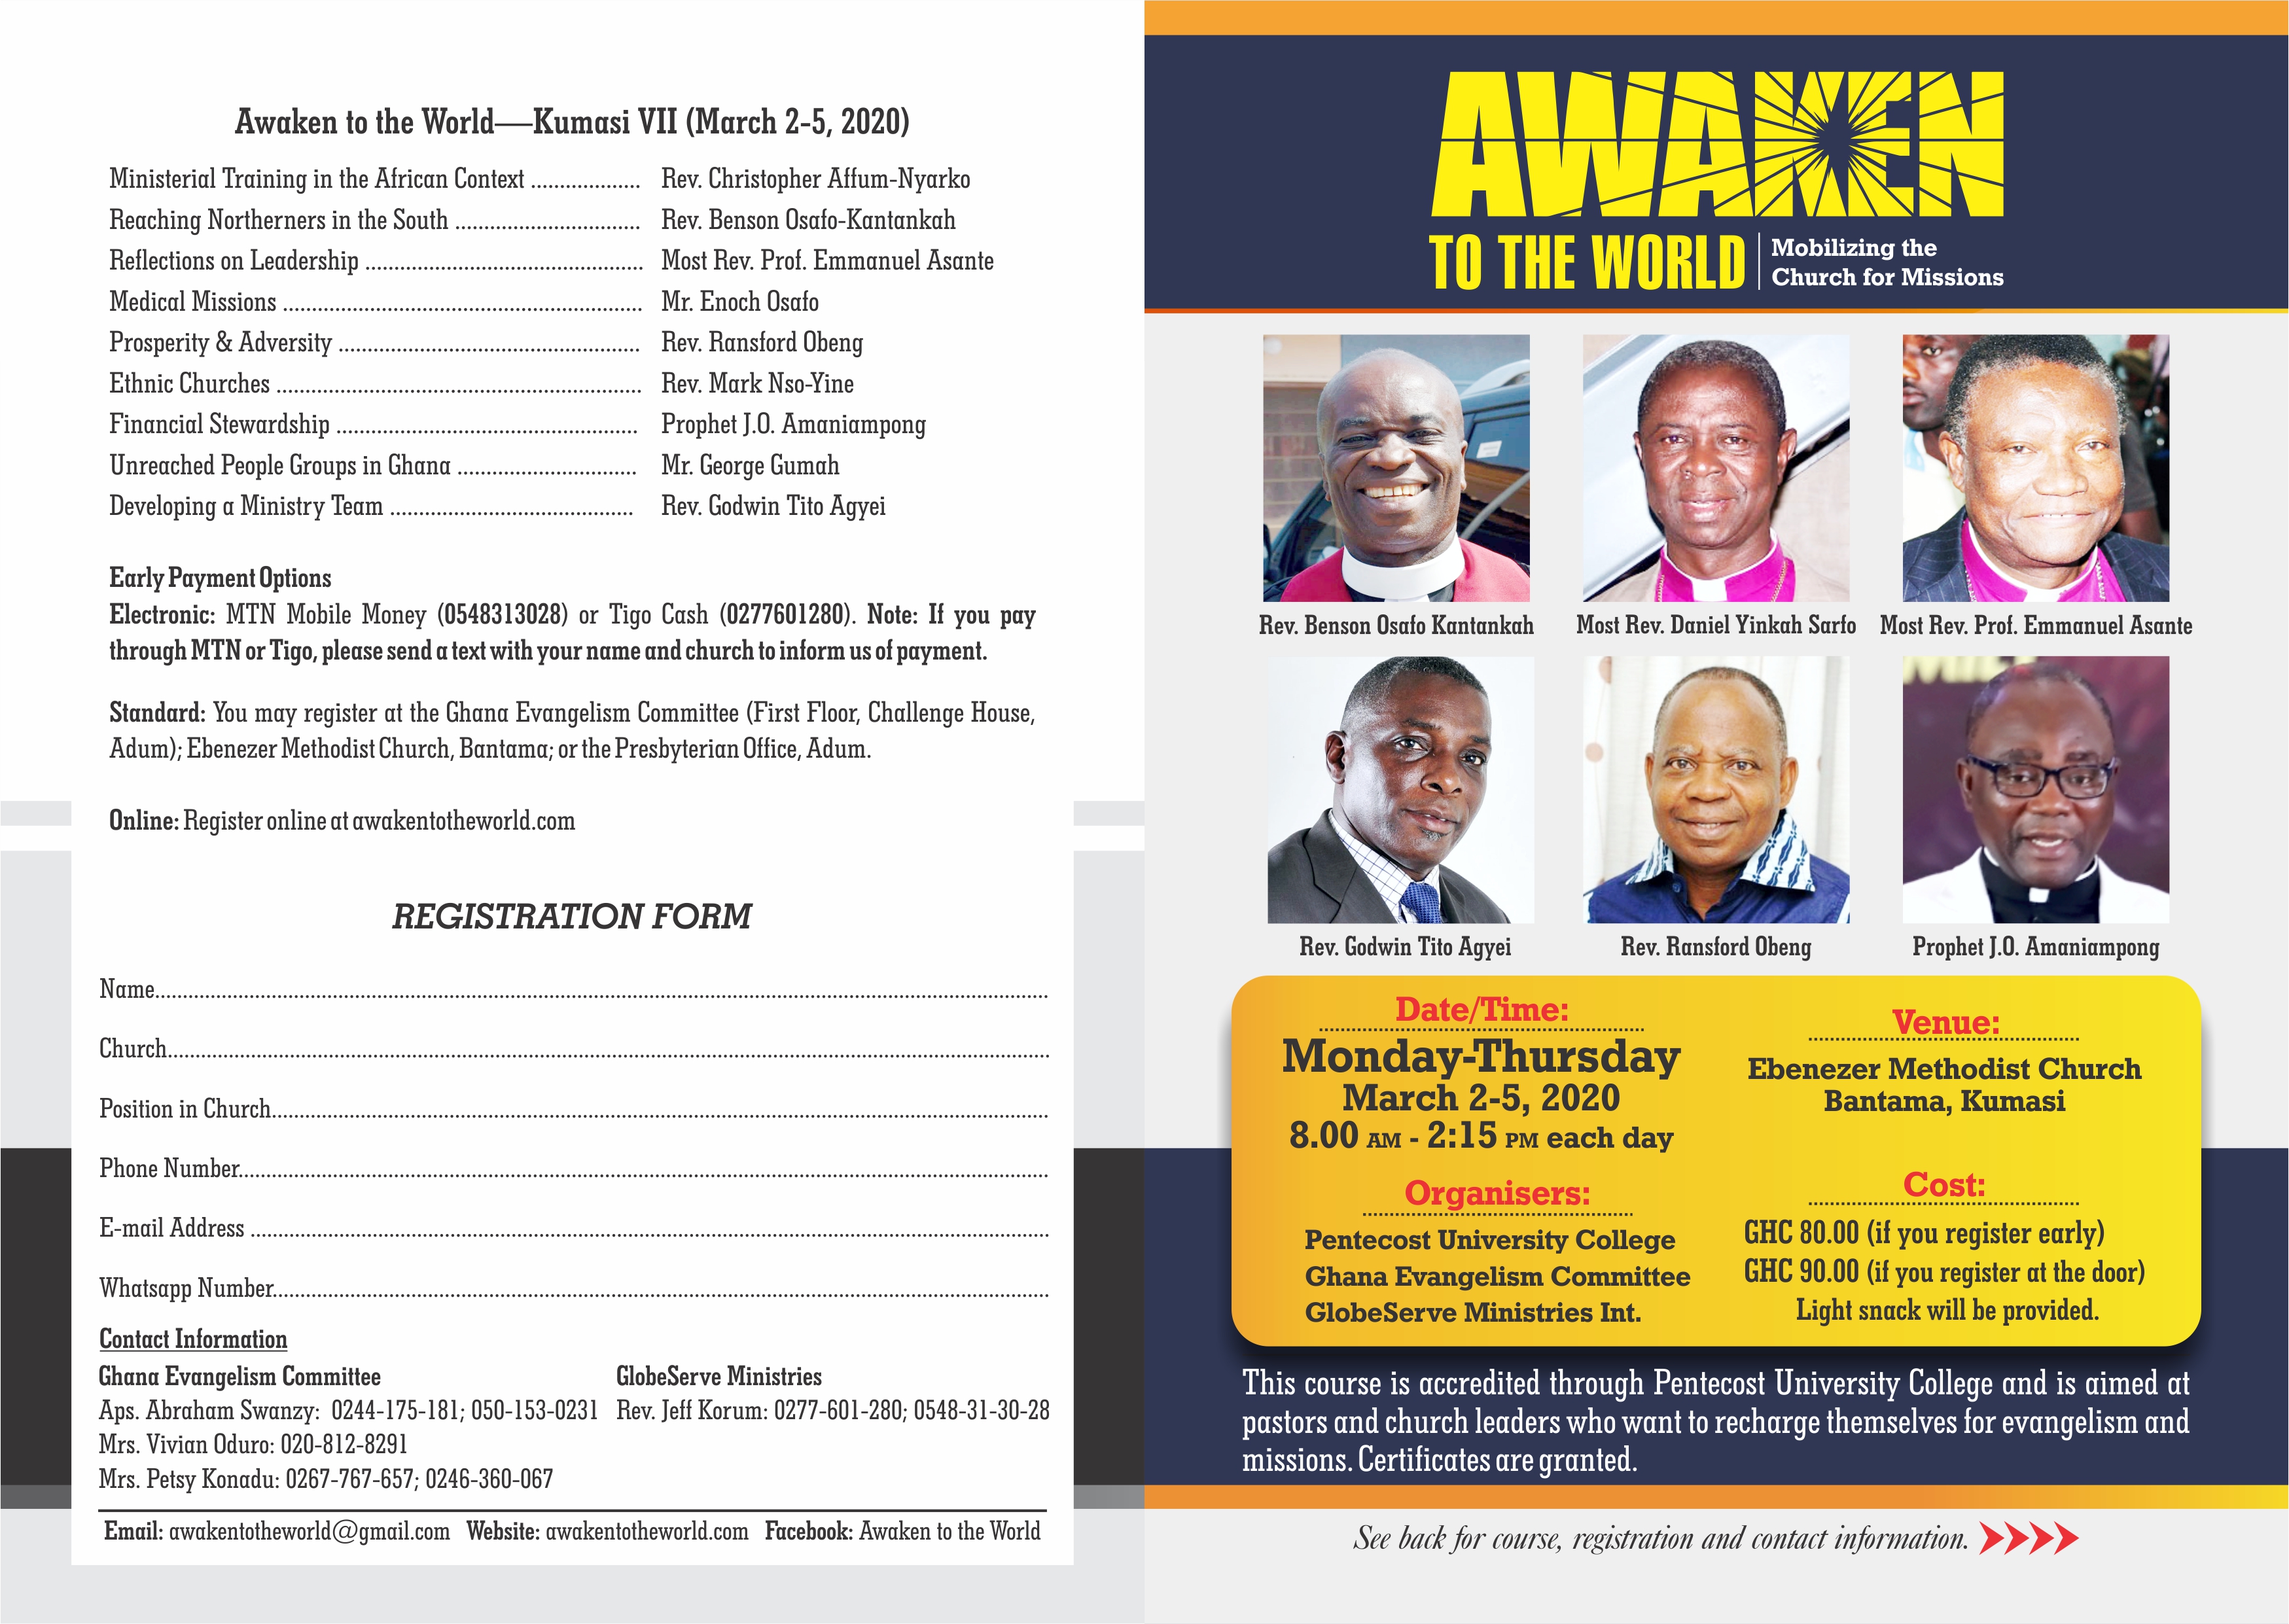 Awaken to the World—Kumasi VII (March 2-5, 2020)
Ministerial Training in the African Context ................... Rev. Christopher Affum-Nyarko
Reaching Northerners in the South ................................ Rev. Benson Osafo-Kantankah
Reflections on Leadership ................................................ Most Rev. Prof. Emmanuel Asante
Medical Missions .............................................................. Mr. Enoch Osafo
Prosperity & Adversity .................................................... Rev. Ransford Obeng
Ethnic Churches ............................................................... Rev. Mark Nso-Yine
Financial Stewardship .................................................... Prophet J.O. Amaniampong
Unreached People Groups in Ghana ............................... Mr. George Gumah
Developing a Ministry Team .......................................... Rev. Godwin Tito Agyei
Early Payment Options
Electronic: MTN Mobile Money (0548313028) or Tigo Cash (0277601280). Note: If you pay
through MTN or Tigo, please send a text with your name and church to inform us of payment.
Standard: You may register at the Ghana Evangelism Committee (First Floor, Challenge House,
Adum); Ebenezer Methodist Church, Bantama; or the Presbyterian Office, Adum.
Online: Register online at awakentotheworld.com
REGISTRATION FORM
Name................................................................
Church................................................................
Position in Church................................................................
Phone Number................................................................
E-mail Address ................................................................
Whatsapp Number................................................................
Contact Information
Ghana Evangelism Committee GlobeServe Ministries
Aps. Abraham Swanzy: 0244-175-181; 050-153-0231 Rev. Jeff Korum: 0277-601-280; 0548-31-30-28
Mrs. Vivian Oduro: 020-812-8291
Mrs. Petsy Konadu: 0267-767-657; 0246-360-067
Email: awakentotheworld@gmail.com Website: awakentotheworld.com Facebook: Awaken to the World
AWAKEN
TO THE WORLD
Mobilizing the
Church for Missions
Rev. Benson Osafo Kantankah
Most Rev. Daniel Yinkah Sarfo
Most Rev. Prof. Emmanuel Asante
Rev. Godwin Tito Agyei
Rev. Ransford Obeng
Prophet J.O. Amaniampong
Date/Time:
Monday-Thursday
March 2-5, 2020
8.00 AM - 2:15 PM each day
Venue:
Ebenezer Methodist Church
Bantama, Kumasi
Organisers:
Pentecost University College
Ghana Evangelism Committee
GlobeServe Ministries Int.
Cost:
GHC 80.00 (if you register early)
GHC 90.00 (if you register at the door)
Light snack will be provided.
This course is accredited through Pentecost University College and is aimed at
pastors and church leaders who want to recharge themselves for evangelism and
missions. Certificates are granted.
See back for course, registration and contact information.